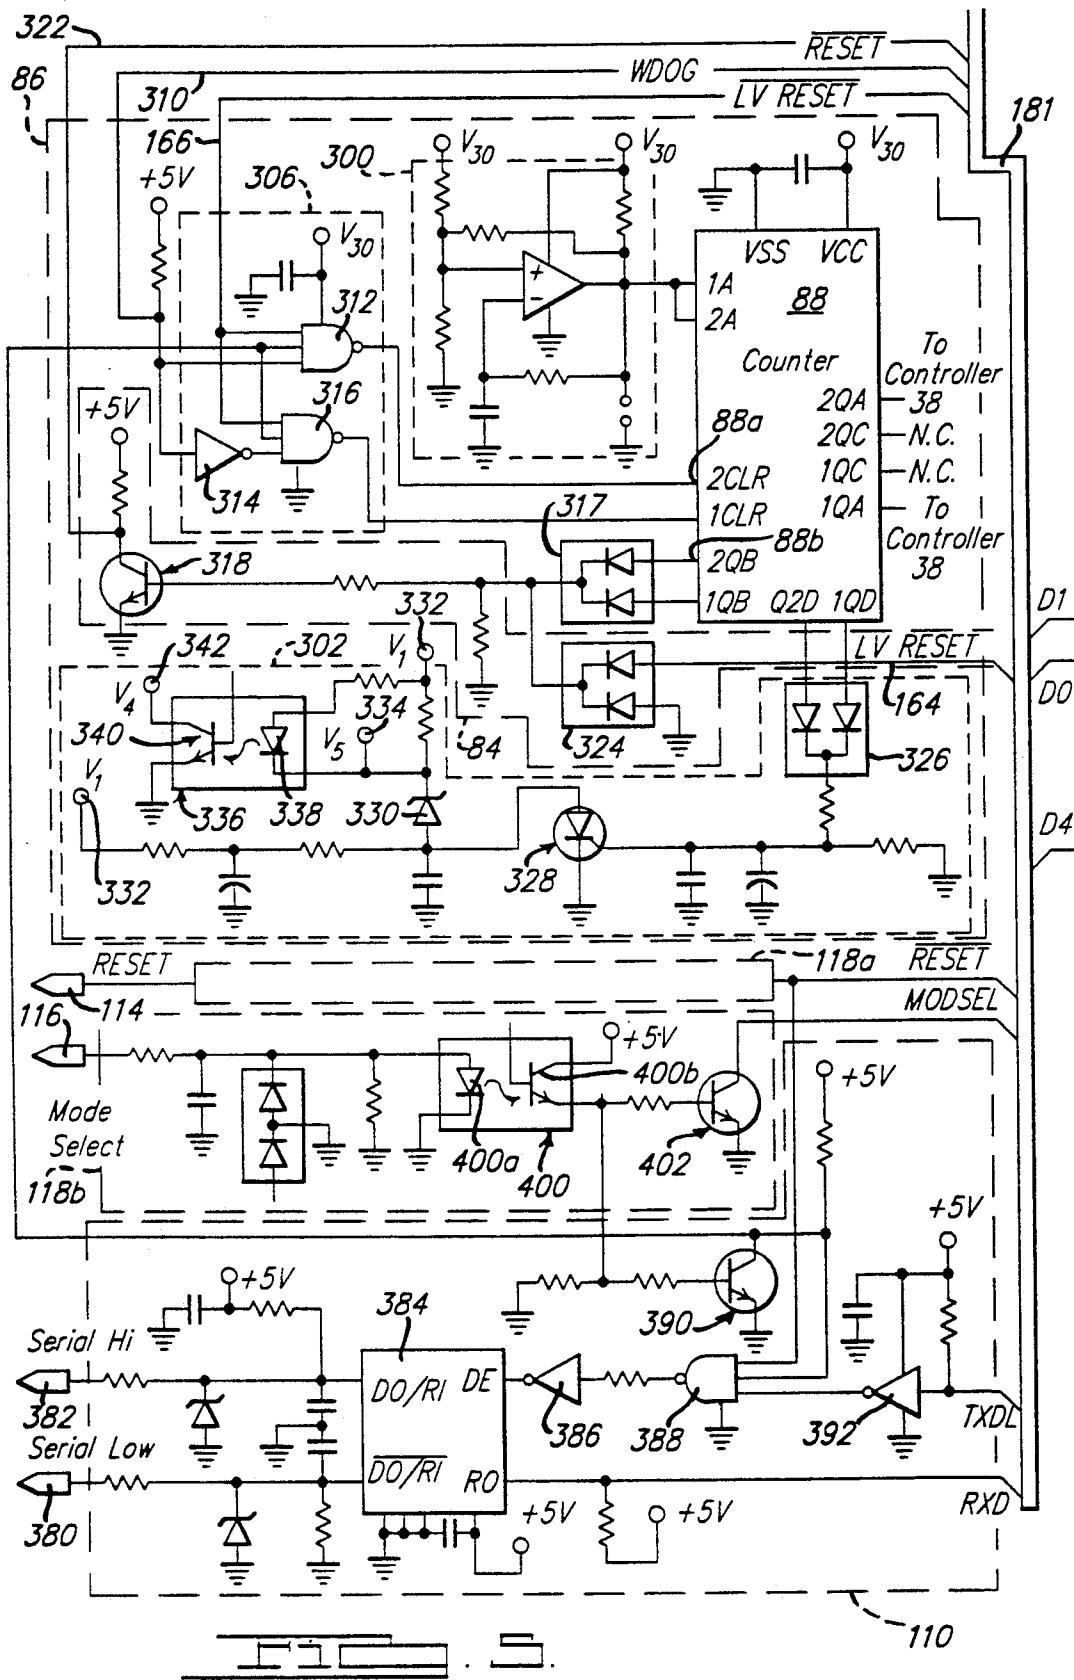 322
RESET
86
310
WDOG
LV RESET
166
181
+5V
306
300
V30
V30
V30
V30
VSS VCC
312
+
-
1A
88
2A
316
Counter
To
Controller
38
+5V
2QA
88a
2QC N.C.
314
2CLR
1QC N.C.
317
1CLR
1QA To
Controller
38
318
88b
2QB
332
1QB Q2D 1QD
D1
342
302
V1
LV RESET
V4
334
164
D0
340
V5
84
324
326
V1
336
338
330
D4
332
328
RESET
118a
RESET
114
MODSEL
116
+5V
400b
+5V
Mode
Select
400a
400
402
118b
+5V
+5V
384
390
Serial Hi
DO/RI DE
382
386
388
392
TXDL
Serial Low
DO/RI RO
RXD
380
+5V
+5V
110